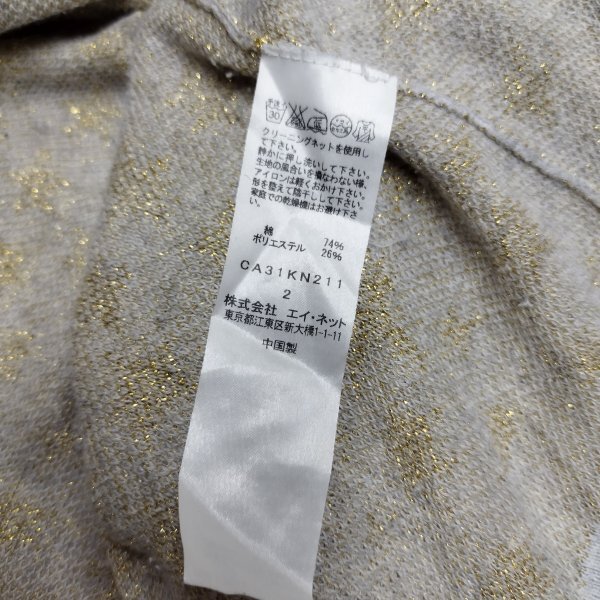 手洗イ
30
クリーニングネットを使用し
て下さい。
静かに押し洗いして下さい。
生地の風合いを損なわない様、
アイロンは軽くおかけ下さい。
形を整えて陰干しして下さい。
家庭での乾燥機はお避け下さ
い。
綿 74%
ポリエステル 26%
CA31KN211
2
株式会社 エイ・ネット
東京都江東区新大橋1-1-11
中国製